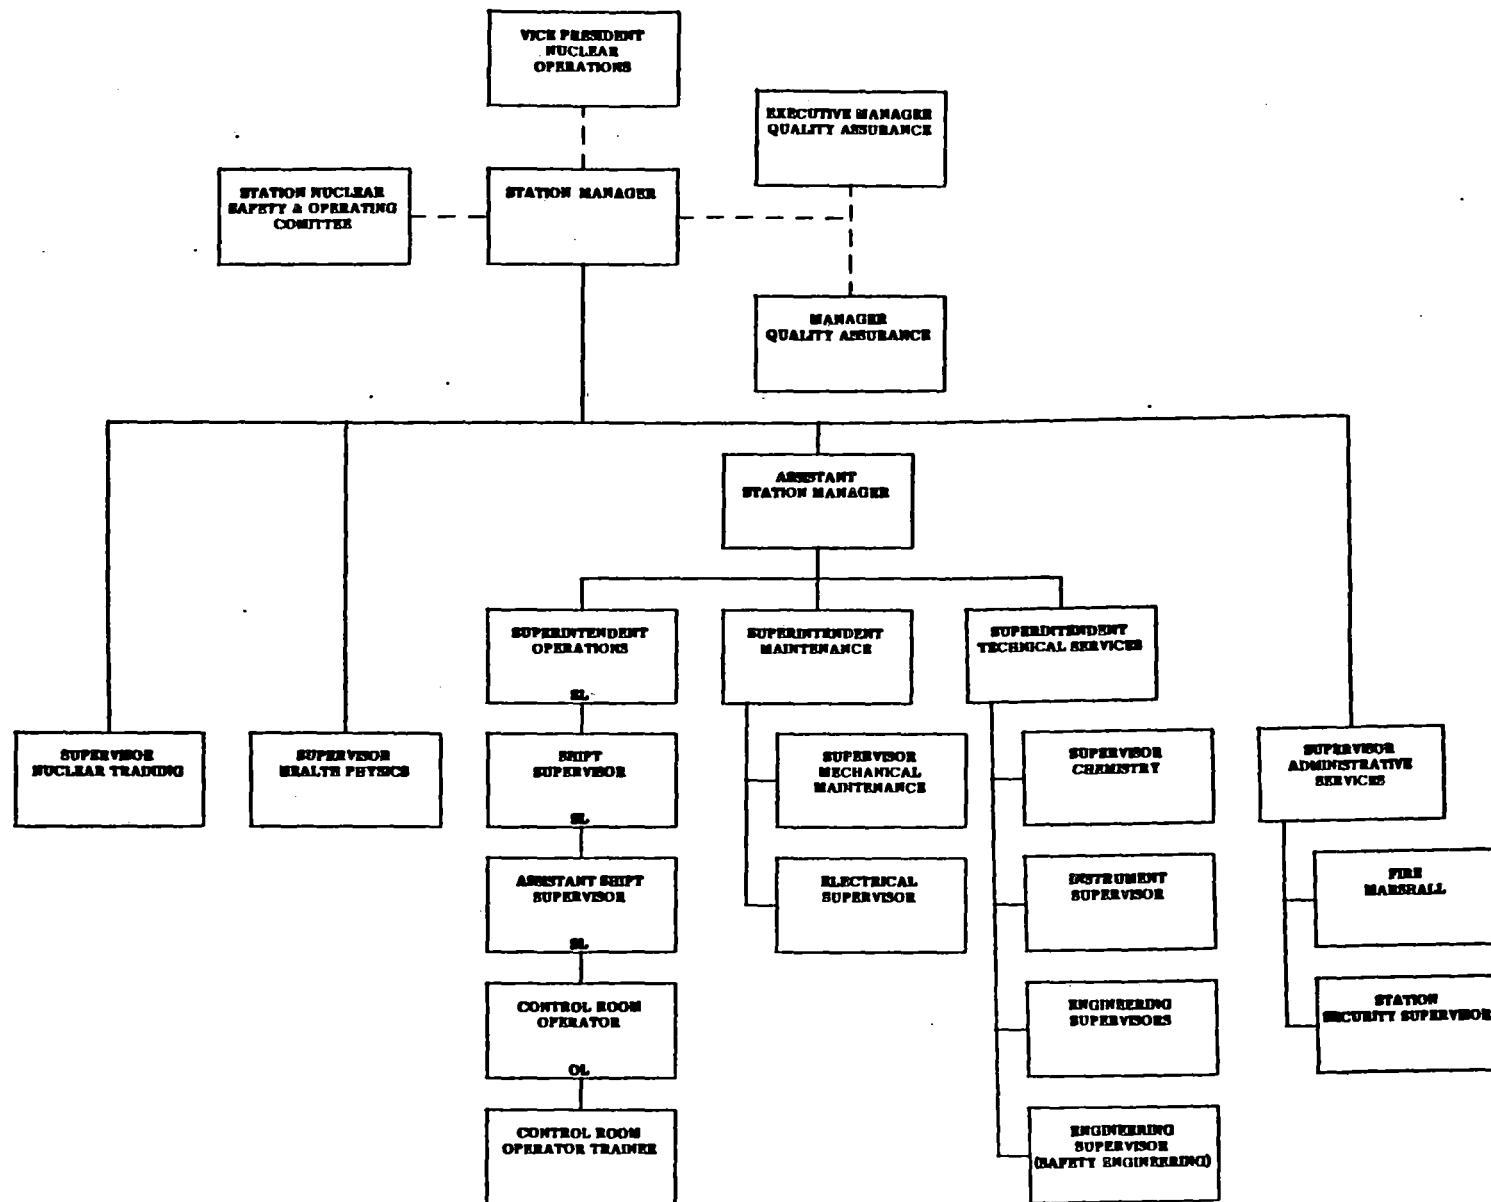 VICE PRESIDENT
NUCLEAR
OPERATIONS
EXECUTIVE MANAGER
QUALITY ASSURANCE
STATION NUCLEAR
SAFETY & OPERATING
COMITTEE
STATION MANAGER
MANAGER
QUALITY ASSURANCE
ASSISTANT
STATION MANAGER
SUPERINTENDENT
OPERATIONS
SL
SUPERINTENDENT
MAINTENANCE
SUPERINTENDENT
TECHNICAL SERVICES
SUPERVISOR
NUCLEAR TRAINING
SUPERVISOR
HEALTH PHYSICS
SHIFT
SUPERVISOR
SL
SUPERVISOR
MECHANICAL
MAINTENANCE
SUPERVISOR
CHEMISTRY
SUPERVISOR
ADMINISTRATIVE
SERVICES
ASSISTANT SHIFT
SUPERVISOR
SL
ELECTRICAL
SUPERVISOR
INSTRUMENT
SUPERVISOR
FIRE
MARSHALL
CONTROL ROOM
OPERATOR
OL
ENGINEERING
SUPERVISORS
STATION
SECURITY SUPERVISOR
CONTROL ROOM
OPERATOR TRAINEE
ENGINEERING
SUPERVISOR
(SAFETY ENGINEERING)